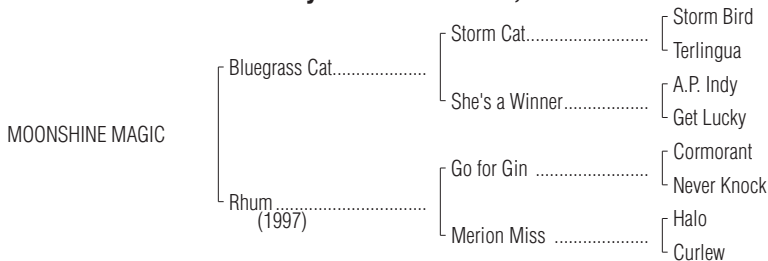 Storm Bird
Storm Cat
Terlingua
Bluegrass Cat
A.P. Indy
She's a Winner
Get Lucky
MOONSHINE MAGIC
Cormorant
Go for Gin
Never Knock
Rhum
(1997)
Halo
Merion Miss
Curlew